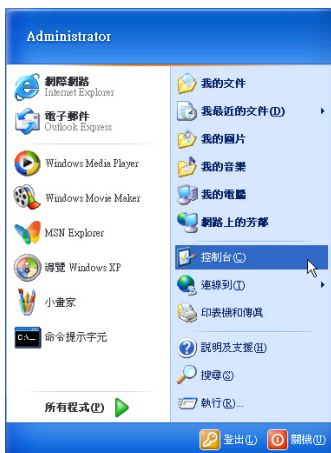 Administrator
網際網路
Internet Explorer
電子郵件
Outlook Express
Windows Media Player
Windows Movie Maker
MSN Explorer
導覽 Windows XP
小畫家
命令提示字元
所有程式(P)
我的文件
我最近的文件(D)
我的圖片
我的音樂
我的電腦
網路上的芳鄰
控制台(C)
連線到(T)
印表機和傳真
說明及支援(H)
搜尋(S)
執行(R)...
登出(L)
關機(U)